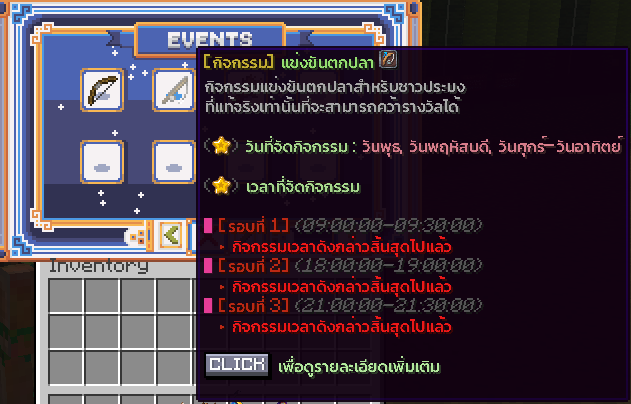 EVENTS
[กิจกรรม] แข่งขันตกปลา
กิจกรรมแข่งขันตกปลาสำหรับชาวประมง
ที่แท้จริงเท่านั้นที่จะสามารถคว้ารางวัลได้
วันที่จัดกิจกรรม : วันพุธ, วันพฤหัสบดี, วันศุกร์-วันอาทิตย์
เวลาที่จัดกิจกรรม
[รอบที่ 1] (09:00:00-09:30:00)
▸ กิจกรรมเวลาดังกล่าวสิ้นสุดไปแล้ว
[รอบที่ 2] (18:00:00-19:00:00)
▸ กิจกรรมเวลาดังกล่าวสิ้นสุดไปแล้ว
[รอบที่ 3] (21:00:00-21:30:00)
▸ กิจกรรมเวลาดังกล่าวสิ้นสุดไปแล้ว
CLICK เพื่อดูรายละเอียดเพิ่มเติม
Inventory